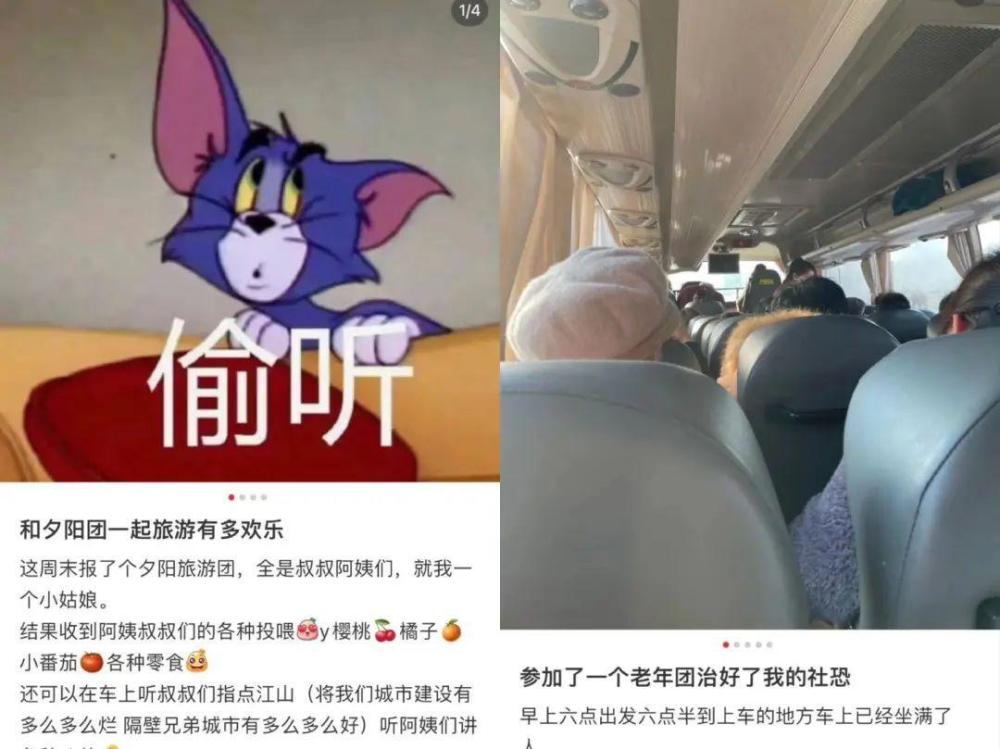 1/4
偷听
和夕阳团一起旅游有多欢乐
这周末报了个夕阳旅游团，全是叔叔阿姨们，就我一
个小姑娘。
结果收到阿姨叔叔们的各种投喂🥰y樱桃🍒橘子🍊
小番茄🍅各种零食😋
还可以在车上听叔叔们指点江山（将我们城市建设有
多么多么烂 隔壁兄弟城市有多么多么好）听阿姨们讲
参加了一个老年团治好了我的社恐
早上六点出发六点半到上车的地方车上已经坐满了
人